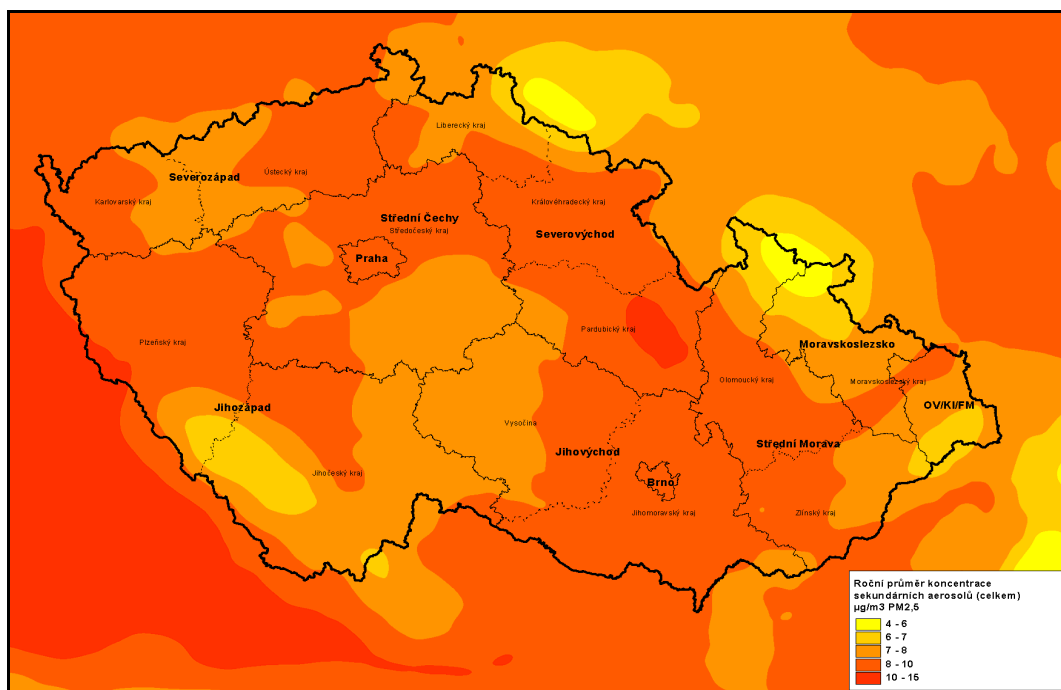 Liberecký kraj
Ústecký kraj
Severozápad
Karlovarský kraj
Královéhradecký kraj
Střední Čechy
Středočeský kraj
Severovýchod
Praha
Pardubický kraj
Plzeňský kraj
Moravskoslezsko
Olomoucký kraj
Moravskoslezský kraj
Jihozápad
OV/KI/FM
Vysočina
Střední Morava
Jihovýchod
Jihočeský kraj
Brno
Jihomoravský kraj
Zlínský kraj
Roční průměr koncentrace
sekundárních aerosolů (celkem)
µg/m3 PM2,5
4 - 6
6 - 7
7 - 8
8 - 10
10 - 15